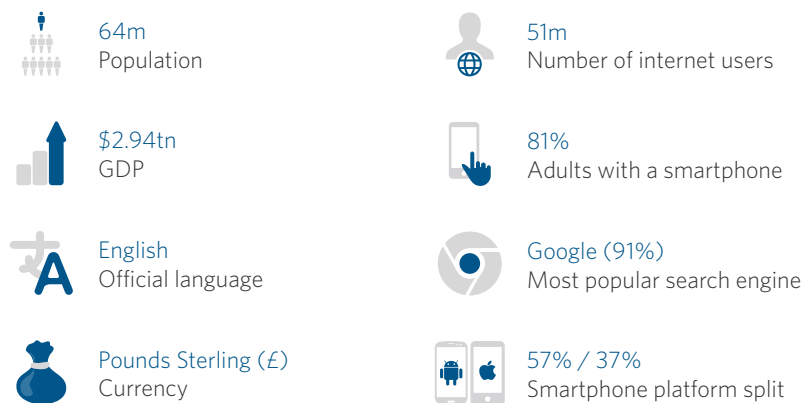 64m
Population
$2.94tn
GDP
English
Official language
Pounds Sterling (£)
Currency
51m
Number of internet users
81%
Adults with a smartphone
Google (91%)
Most popular search engine
57% / 37%
Smartphone platform split